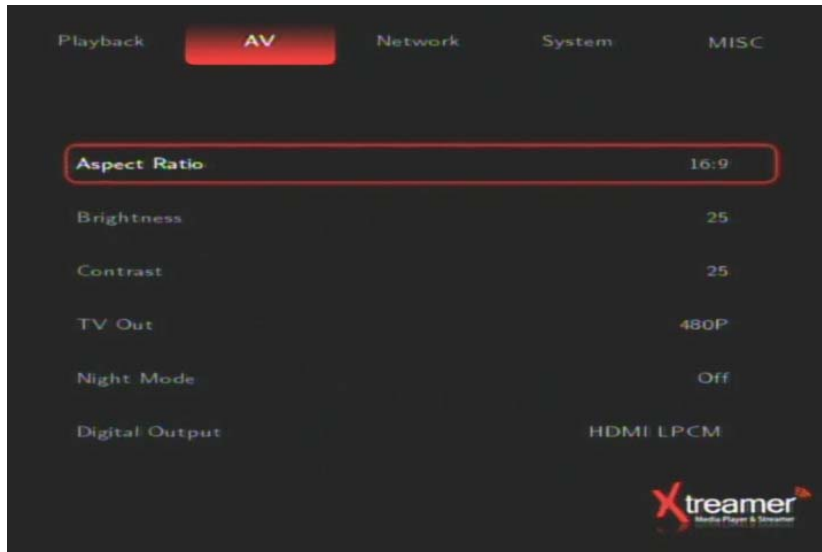 Playback AV Network System MISC
Aspect Ratio 16:9
Brightness 25
Contrast 25
TV Out 480P
Night Mode Off
Digital Output HDMI LPCM
Xtreamer
Media Player & Streamer